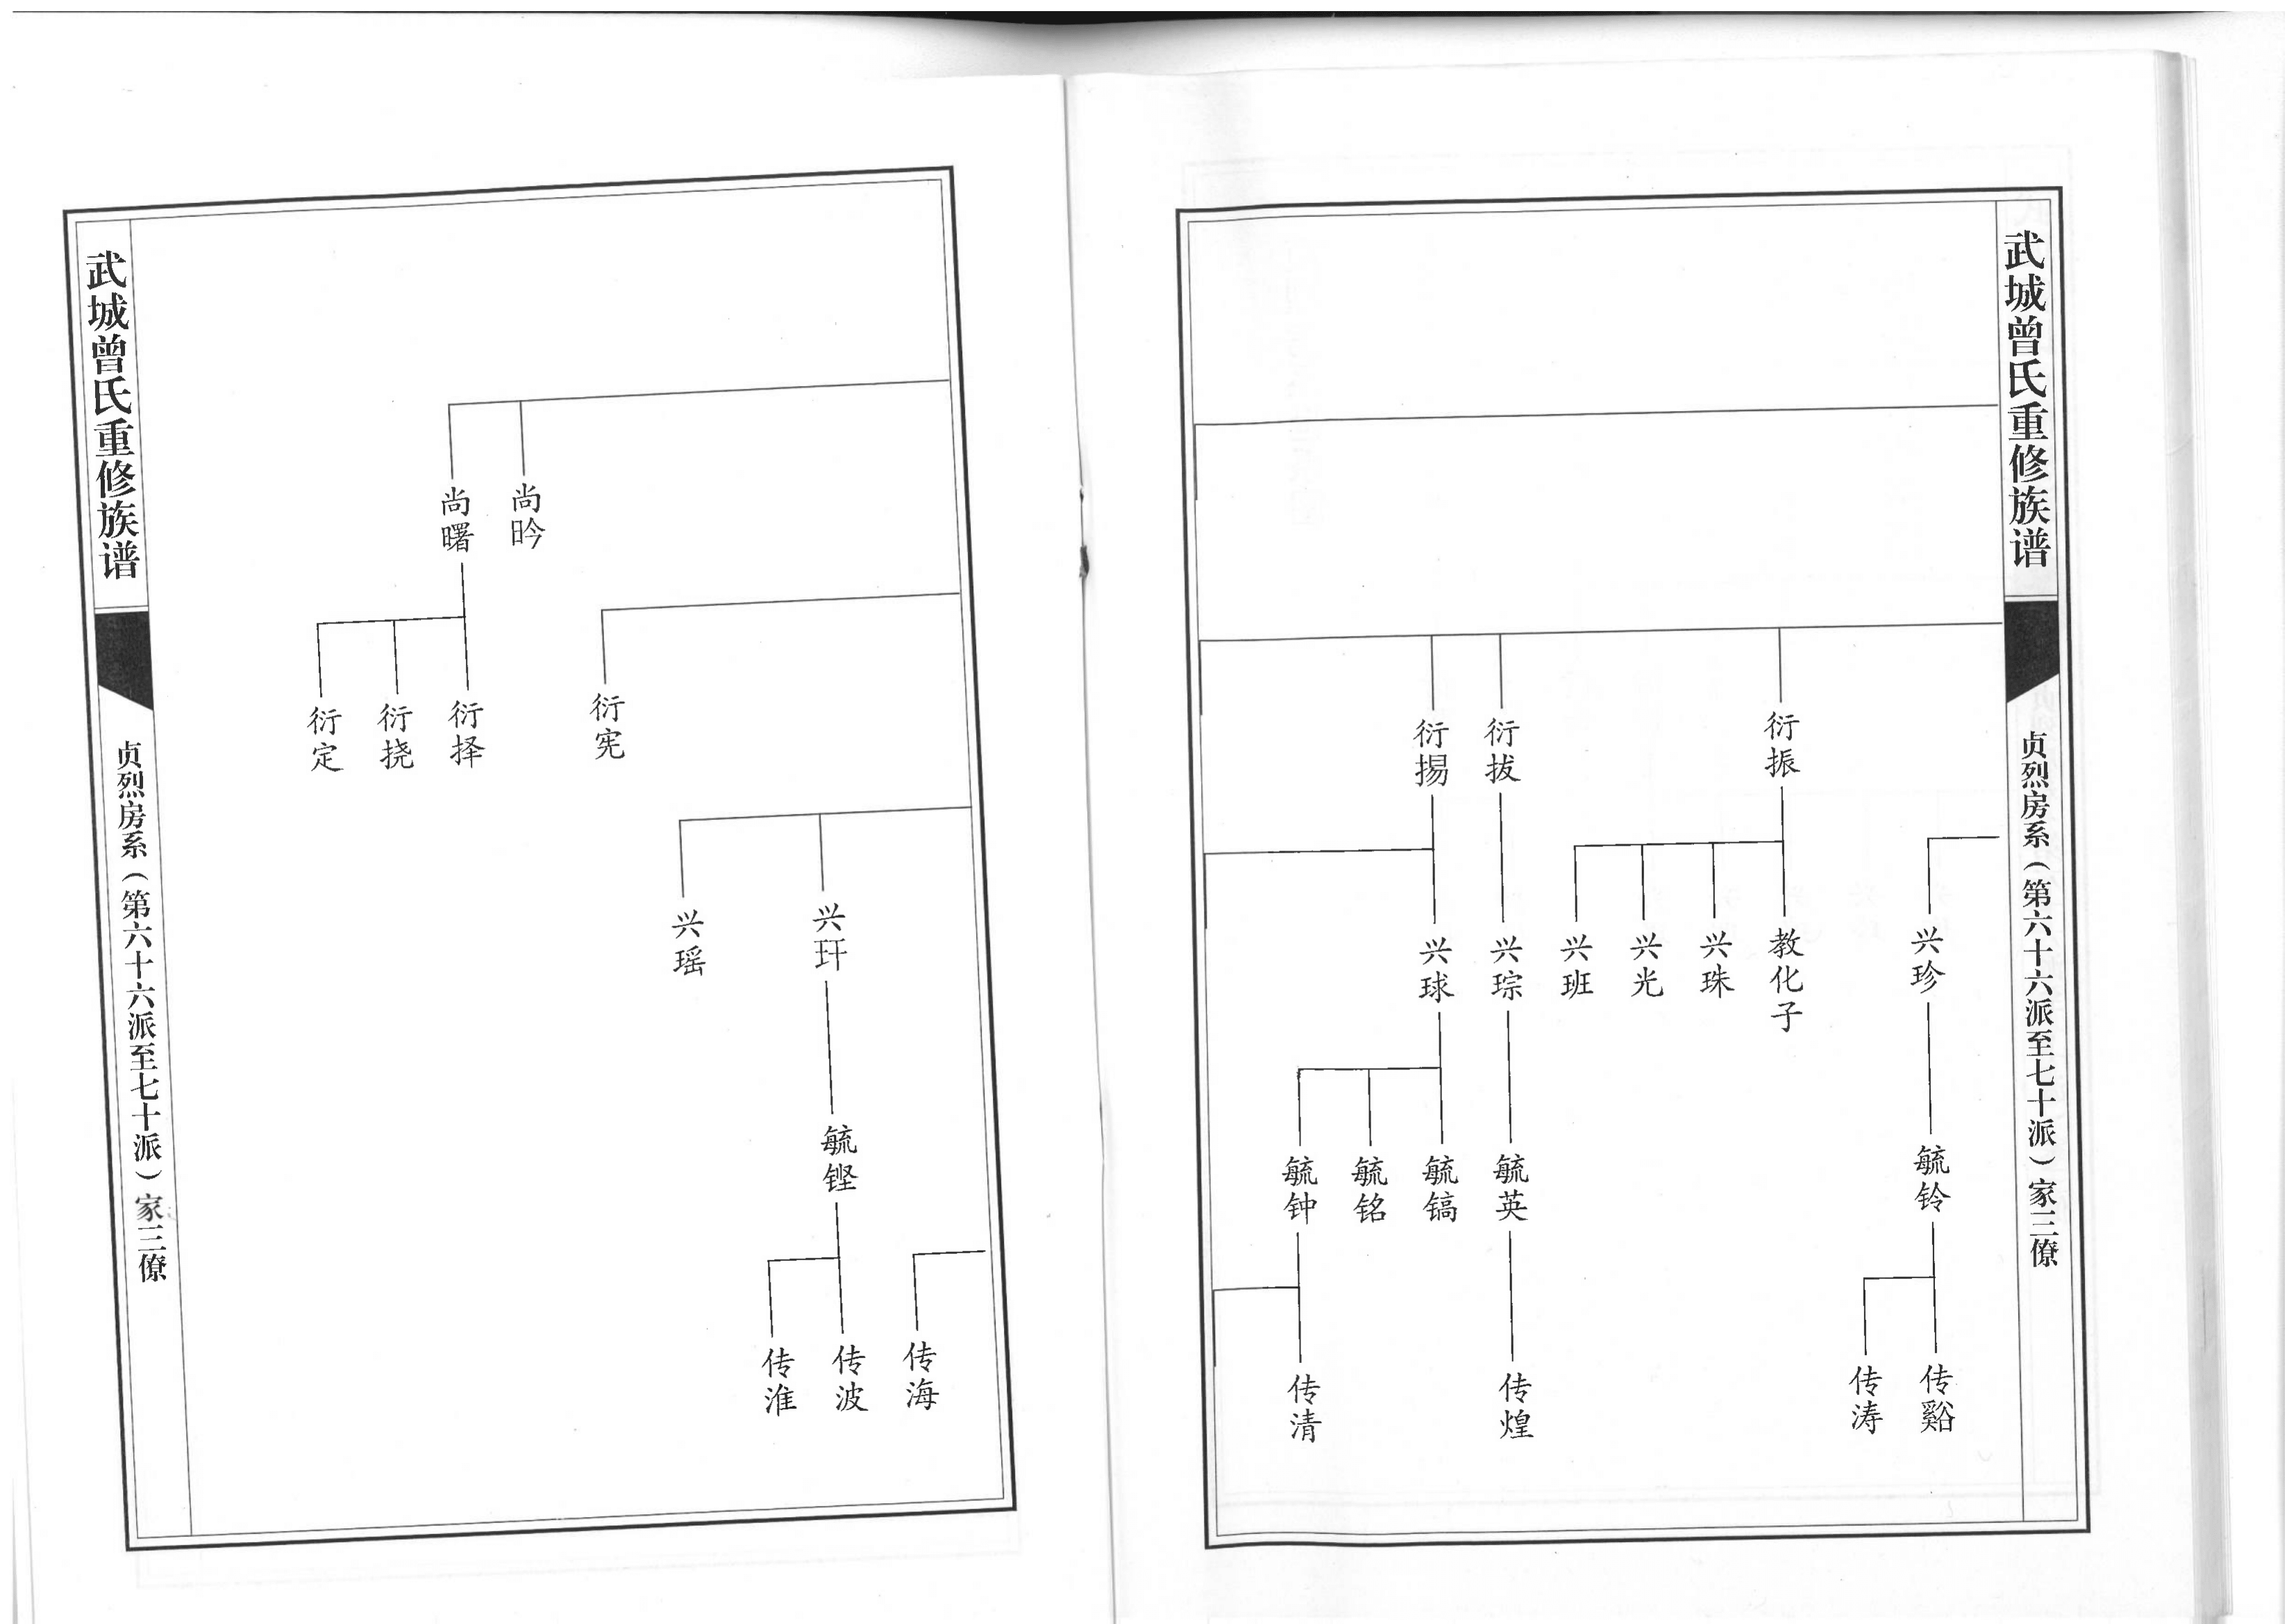 武城曾氏重修族谱
贞烈房系（第六十六派至七十派）家三僚
兴珍
毓铃
传谿
传涛
衍振
教化子
兴珠
兴光
兴班
衍拔
兴琮
毓英
传煌
衍掦
兴球
毓镐
毓铭
毓钟
传清
传海
兴玕
毓铿
传波
传淮
兴瑶
衍宪
尚昑
尚曙
衍择
衍挠
衍定
武城曾氏重修族谱
贞烈房系（第六十六派至七十派）家三僚